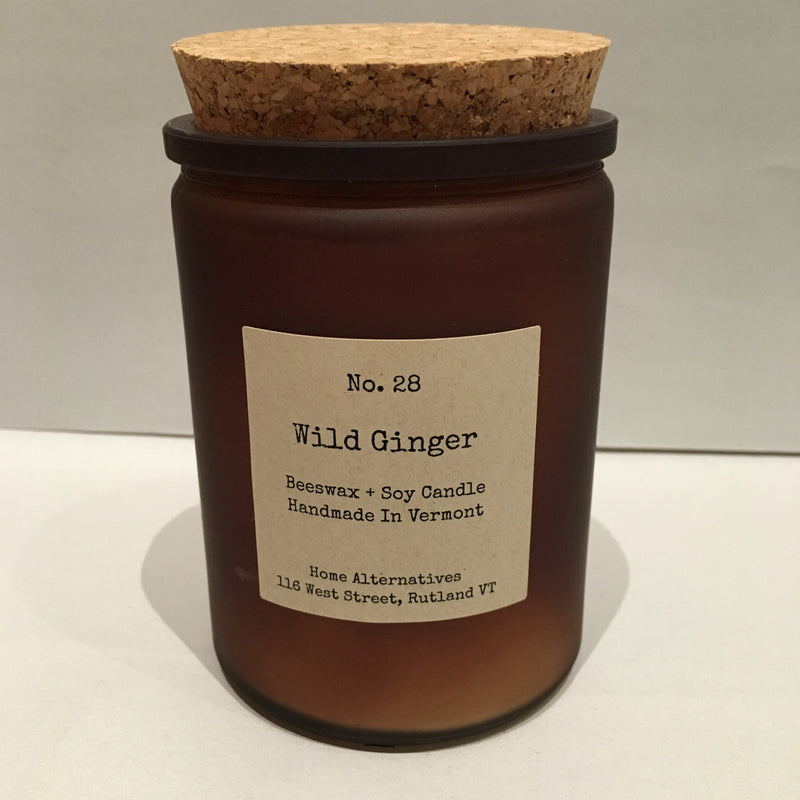 No. 28
Wild Ginger
Beeswax + Soy Candle
Handmade In Vermont
Home Alternatives
116 West Street, Rutland VT